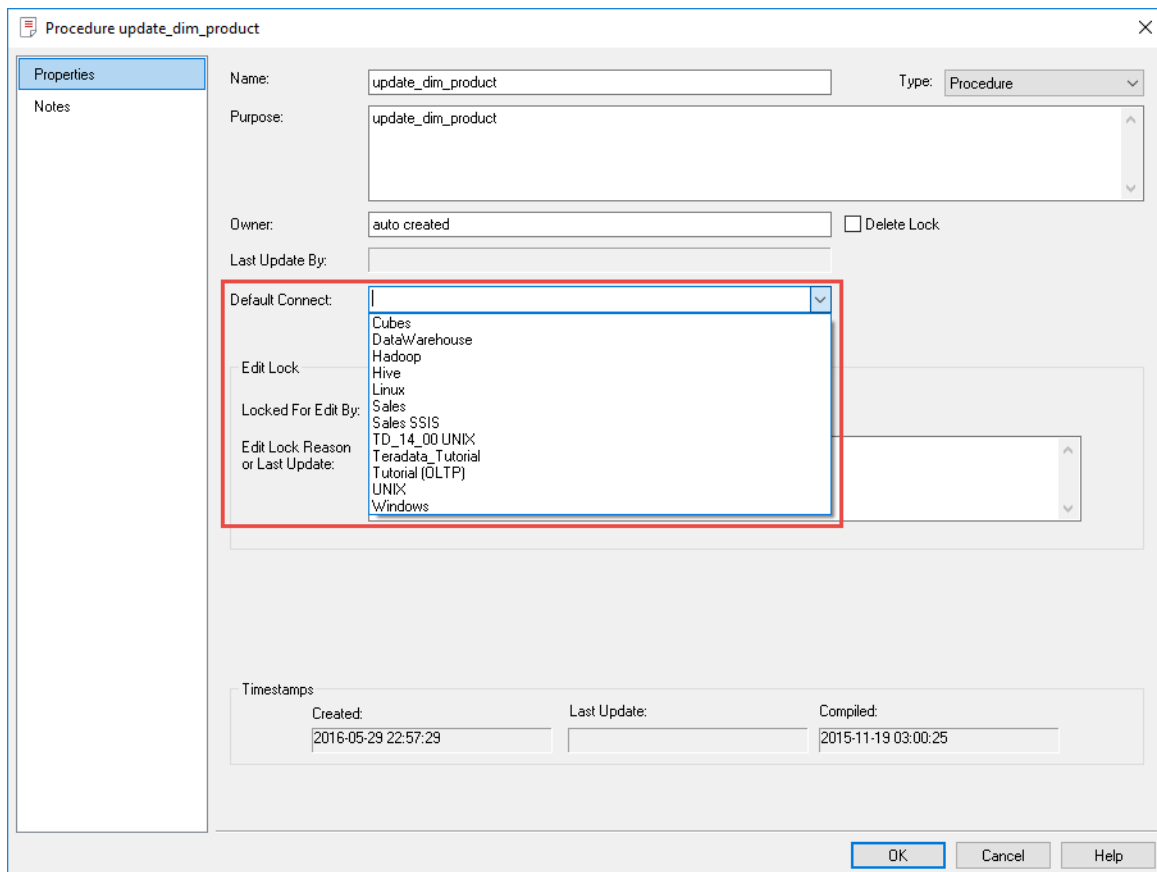 Procedure update_dim_product
Properties
Notes
Name:
update_dim_product
Type:
Procedure
Purpose:
update_dim_product
Owner:
auto created
Delete Lock
Last Update By:
Default Connect:
Cubes
DataWarehouse
Hadoop
Hive
Linux
Sales
Sales SSIS
TD_14_00 UNIX
Teradata_Tutorial
Tutorial (OLTP)
UNIX
Windows
Edit Lock
Locked For Edit By:
Edit Lock Reason
or Last Update:
Timestamps
Created:
Last Update:
Compiled:
2016-05-29 22:57:29
2015-11-19 03:00:25
OK
Cancel
Help